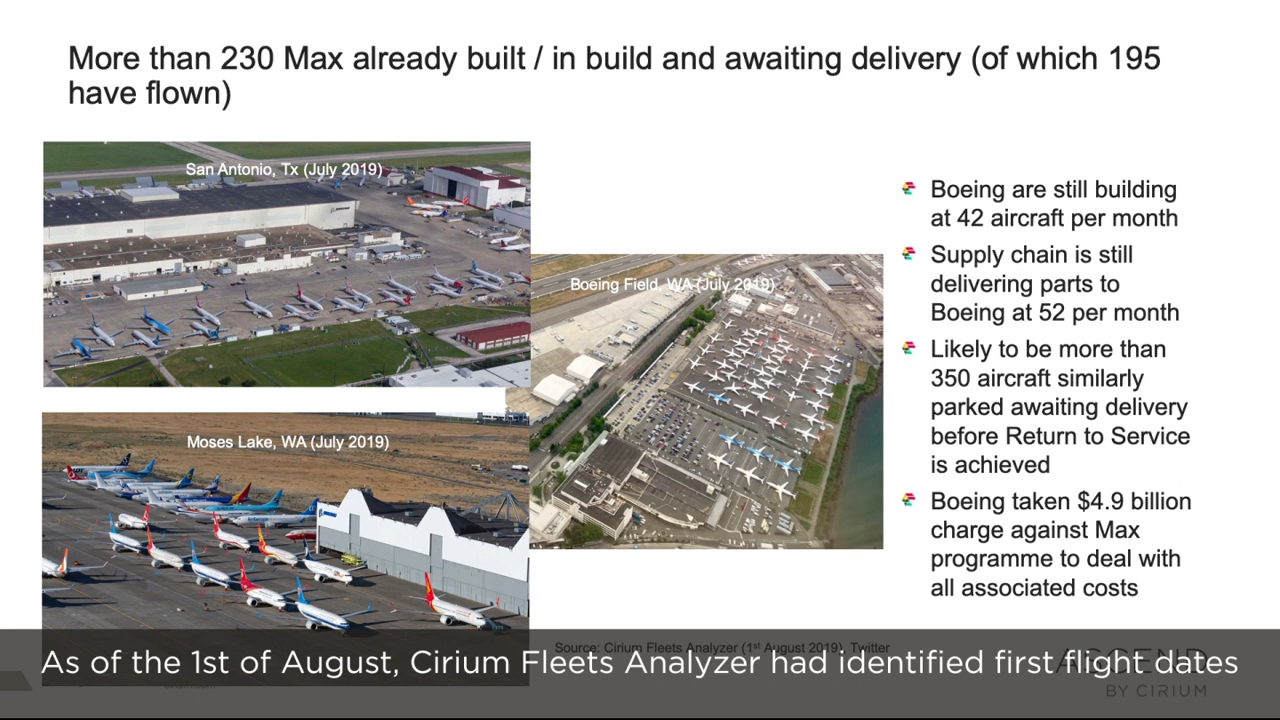 More than 230 Max already built / in build and awaiting delivery (of which 195
have flown)
San Antonio, Tx (July 2019)
Boeing Field, WA (July 2019)
Moses Lake, WA (July 2019)
Boeing are still building
at 42 aircraft per month
Supply chain is still
delivering parts to
Boeing at 52 per month
Likely to be more than
350 aircraft similarly
parked awaiting delivery
before Return to Service
is achieved
Boeing taken $4.9 billion
charge against Max
programme to deal with
all associated costs
Source: Cirium Fleets Analyzer (1st August 2019), Twitter
As of the 1st of August, Cirium Fleets Analyzer had identified first flight dates
ASCEND
BY CIRIUM